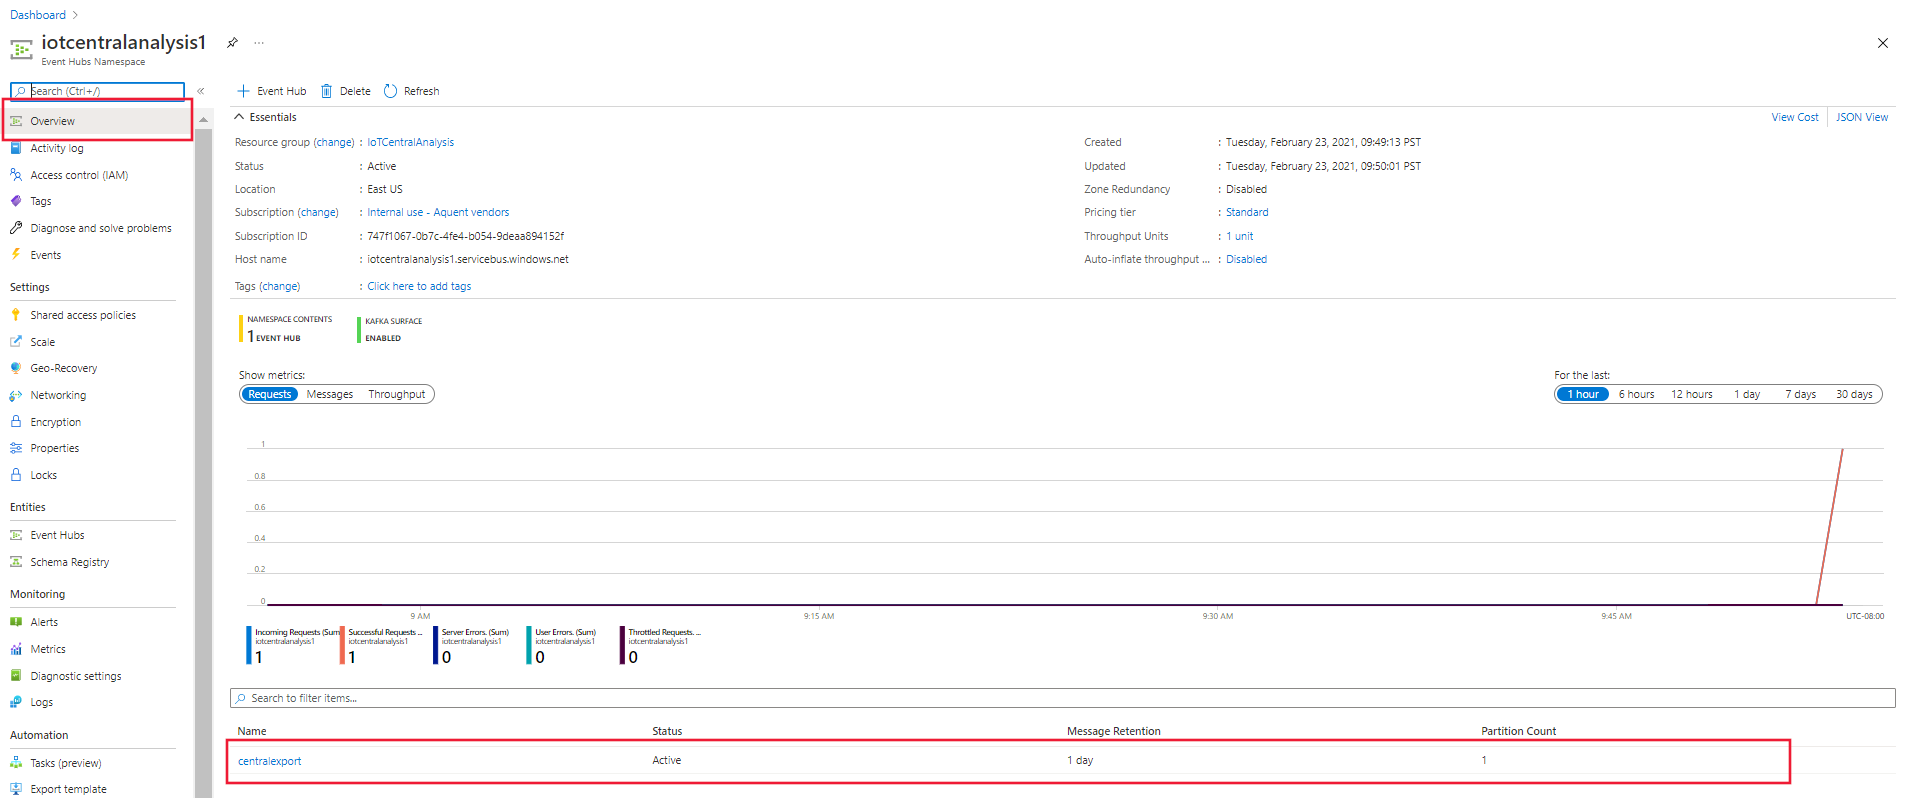 Dashboard
iotcentralanalysis1
Event Hubs Namespace
Search (Ctrl+/)
Overview
Activity log
Access control (IAM)
Tags
Diagnose and solve problems
Events
Settings
Shared access policies
Scale
Geo-Recovery
Networking
Encryption
Properties
Locks
Entities
Event Hubs
Schema Registry
Monitoring
Alerts
Metrics
Diagnostic settings
Logs
Automation
Tasks (preview)
Export template
Event Hub Delete Refresh
Essentials
View Cost JSON View
Resource group (change) : IoTCentralAnalysis
Status : Active
Location : East US
Subscription (change) : Internal use - Aquent vendors
Subscription ID : 747f1067-0b7c-4fe4-b054-9deaa894152f
Host name : iotcentralanalysis1.servicebus.windows.net
Tags (change) : Click here to add tags
Created : Tuesday, February 23, 2021, 09:49:13 PST
Updated : Tuesday, February 23, 2021, 09:50:01 PST
Zone Redundancy : Disabled
Pricing tier : Standard
Throughput Units : 1 unit
Auto-inflate throughput ... : Disabled
NAMESPACE CONTENTS
1 EVENT HUB
KAFKA SURFACE
ENABLED
Show metrics:
Requests Messages Throughput
For the last:
1 hour 6 hours 12 hours 1 day 7 days 30 days
1
0.8
0.6
0.4
0.2
0
9 AM 9:15 AM 9:30 AM 9:45 AM UTC-08:00
Incoming Requests (Sum)
iotcentralanalysis1
1
Successful Requests ...
iotcentralanalysis1
1
Server Errors. (Sum)
iotcentralanalysis1
0
User Errors. (Sum)
iotcentralanalysis1
0
Throttled Requests. ...
iotcentralanalysis1
0
Search to filter items...
Name Status Message Retention Partition Count
centralexport Active 1 day 1